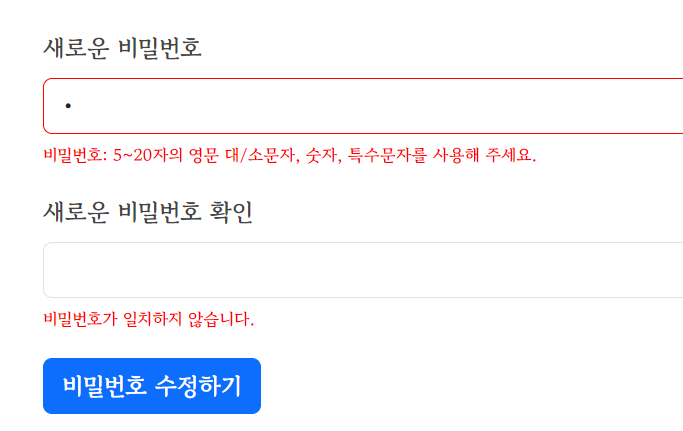 새로운 비밀번호
•
비밀번호: 5~20자의 영문 대/소문자, 숫자, 특수문자를 사용해 주세요.
새로운 비밀번호 확인
비밀번호가 일치하지 않습니다.
비밀번호 수정하기